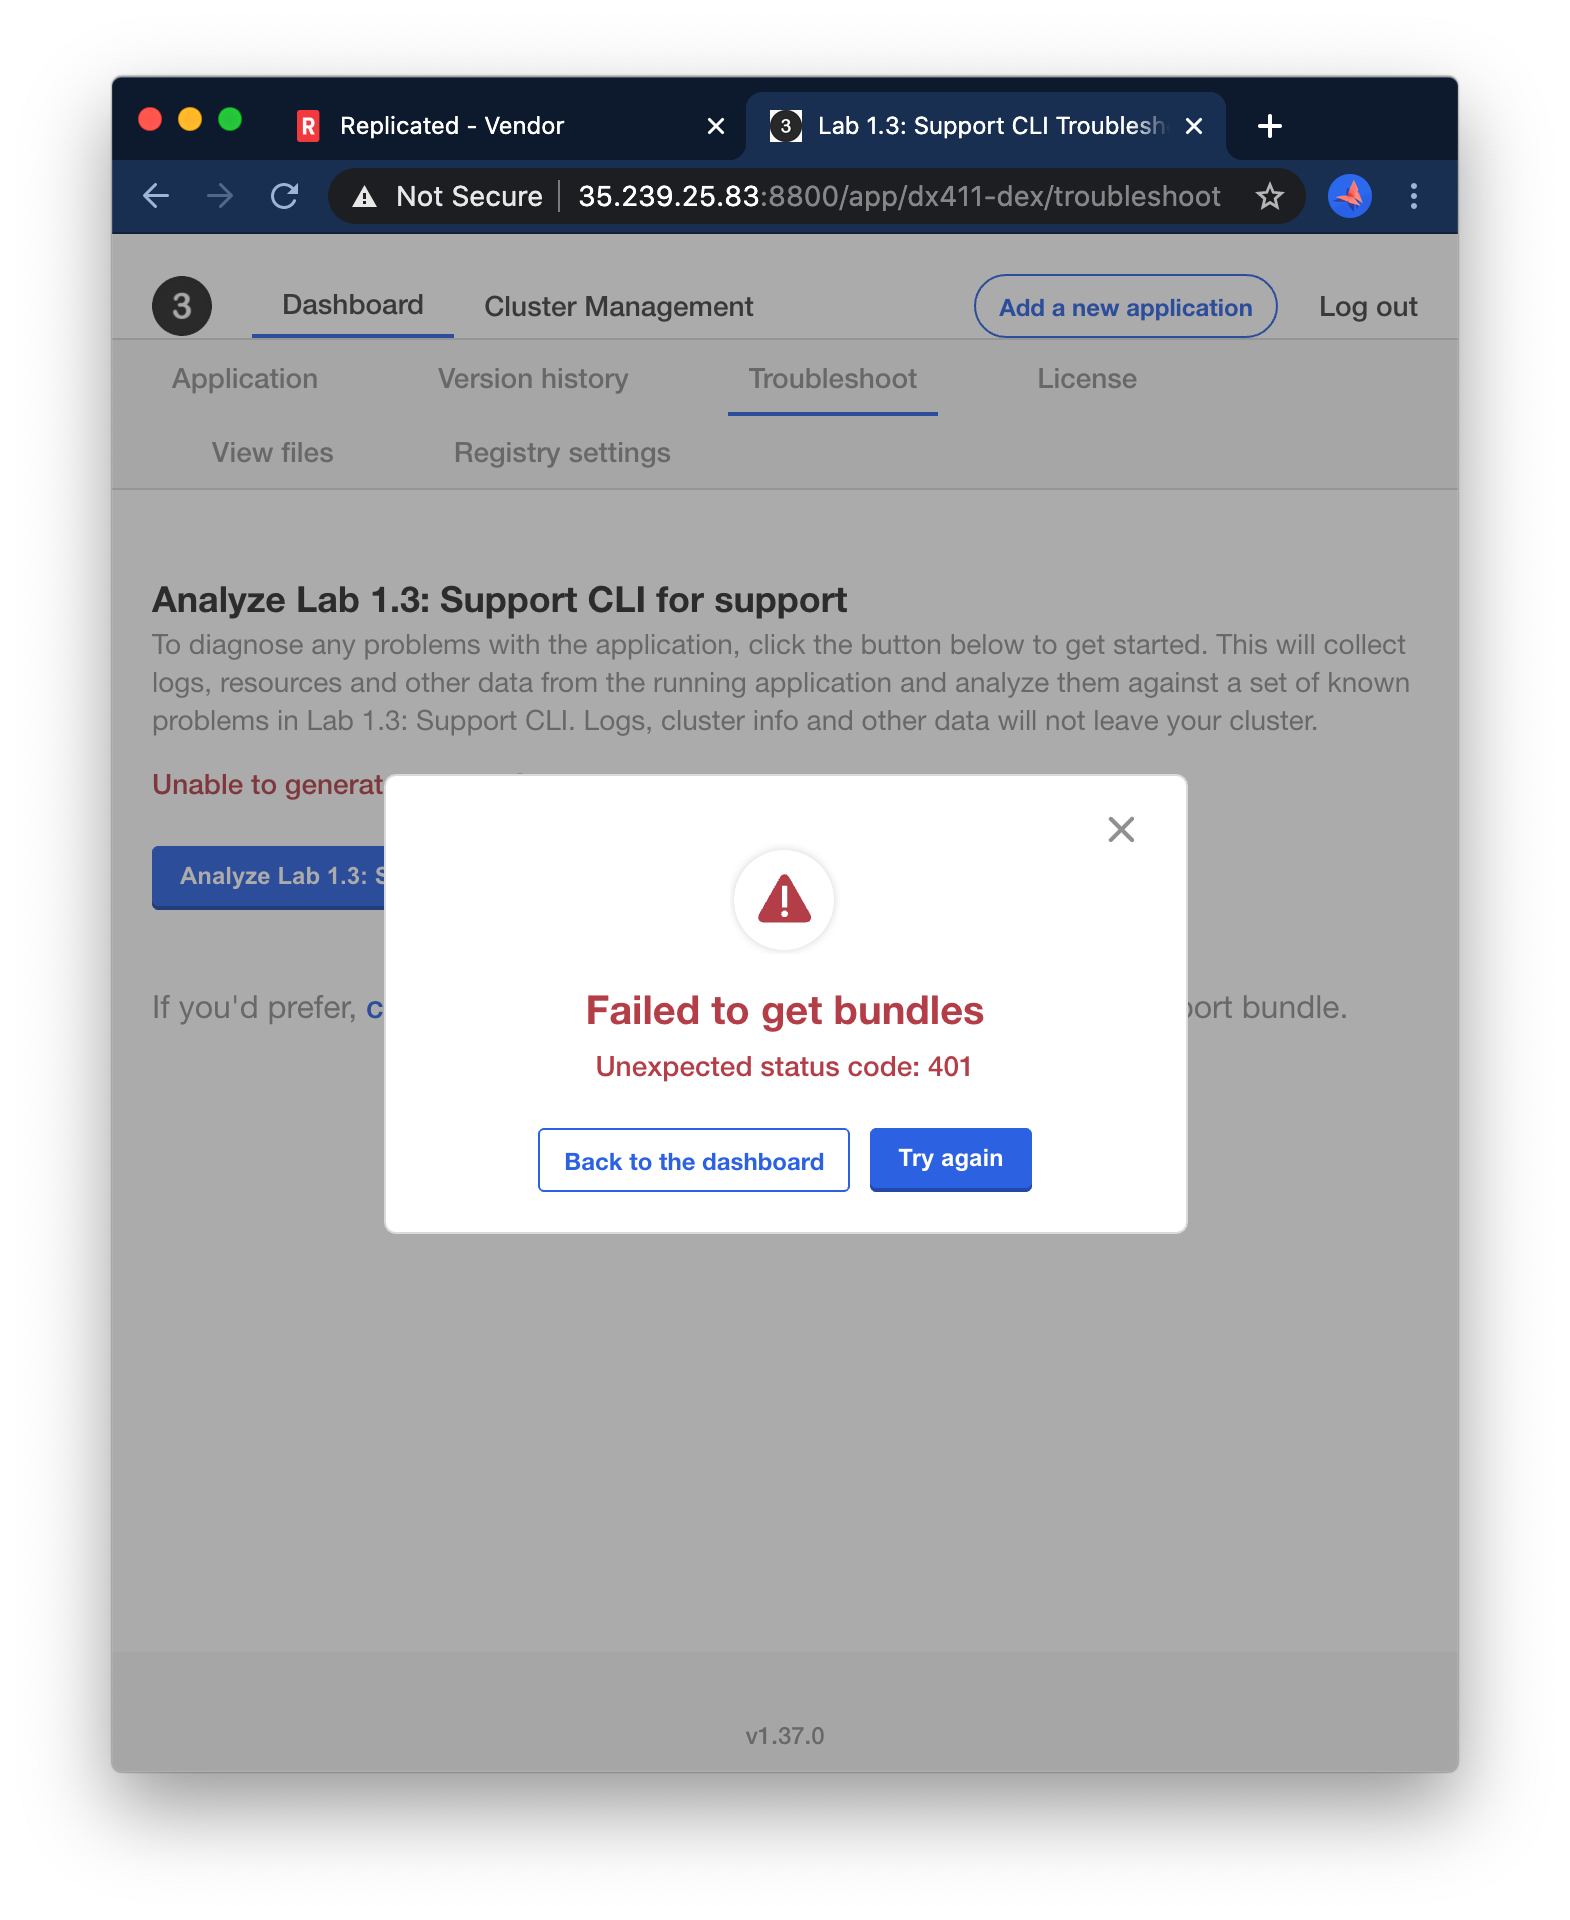 R Replicated - Vendor
3 Lab 1.3: Support CLI Troublesh
Not Secure 35.239.25.83:8800/app/dx411-dex/troubleshoot
3 Dashboard Cluster Management Add a new application Log out
Application Version history Troubleshoot License
View files Registry settings
Analyze Lab 1.3: Support CLI for support
To diagnose any problems with the application, click the button below to get started. This will collect
logs, resources and other data from the running application and analyze them against a set of known
problems in Lab 1.3: Support CLI. Logs, cluster info and other data will not leave your cluster.
Unable to generat
Analyze Lab 1.3: S
If you'd prefer, c
ort bundle.
Failed to get bundles
Unexpected status code: 401
Back to the dashboard Try again
v1.37.0